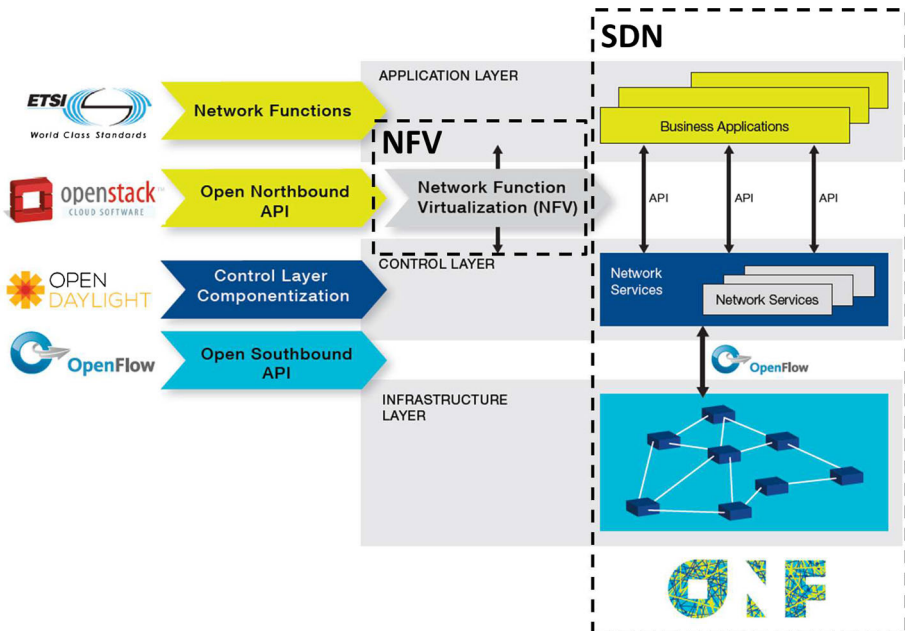 SDN
APPLICATION LAYER
ETSI
World Class Standards
Network Functions
Business Applications
NFV
openstack™
CLOUD SOFTWARE
Open Northbound
API
Network Function
Virtualization (NFV)
API
API
API
CONTROL LAYER
OPEN
DAYLIGHT
Control Layer
Componentization
Network
Services
Network Services
OpenFlow
Open Southbound
API
OpenFlow
INFRASTRUCTURE
LAYER
ONF